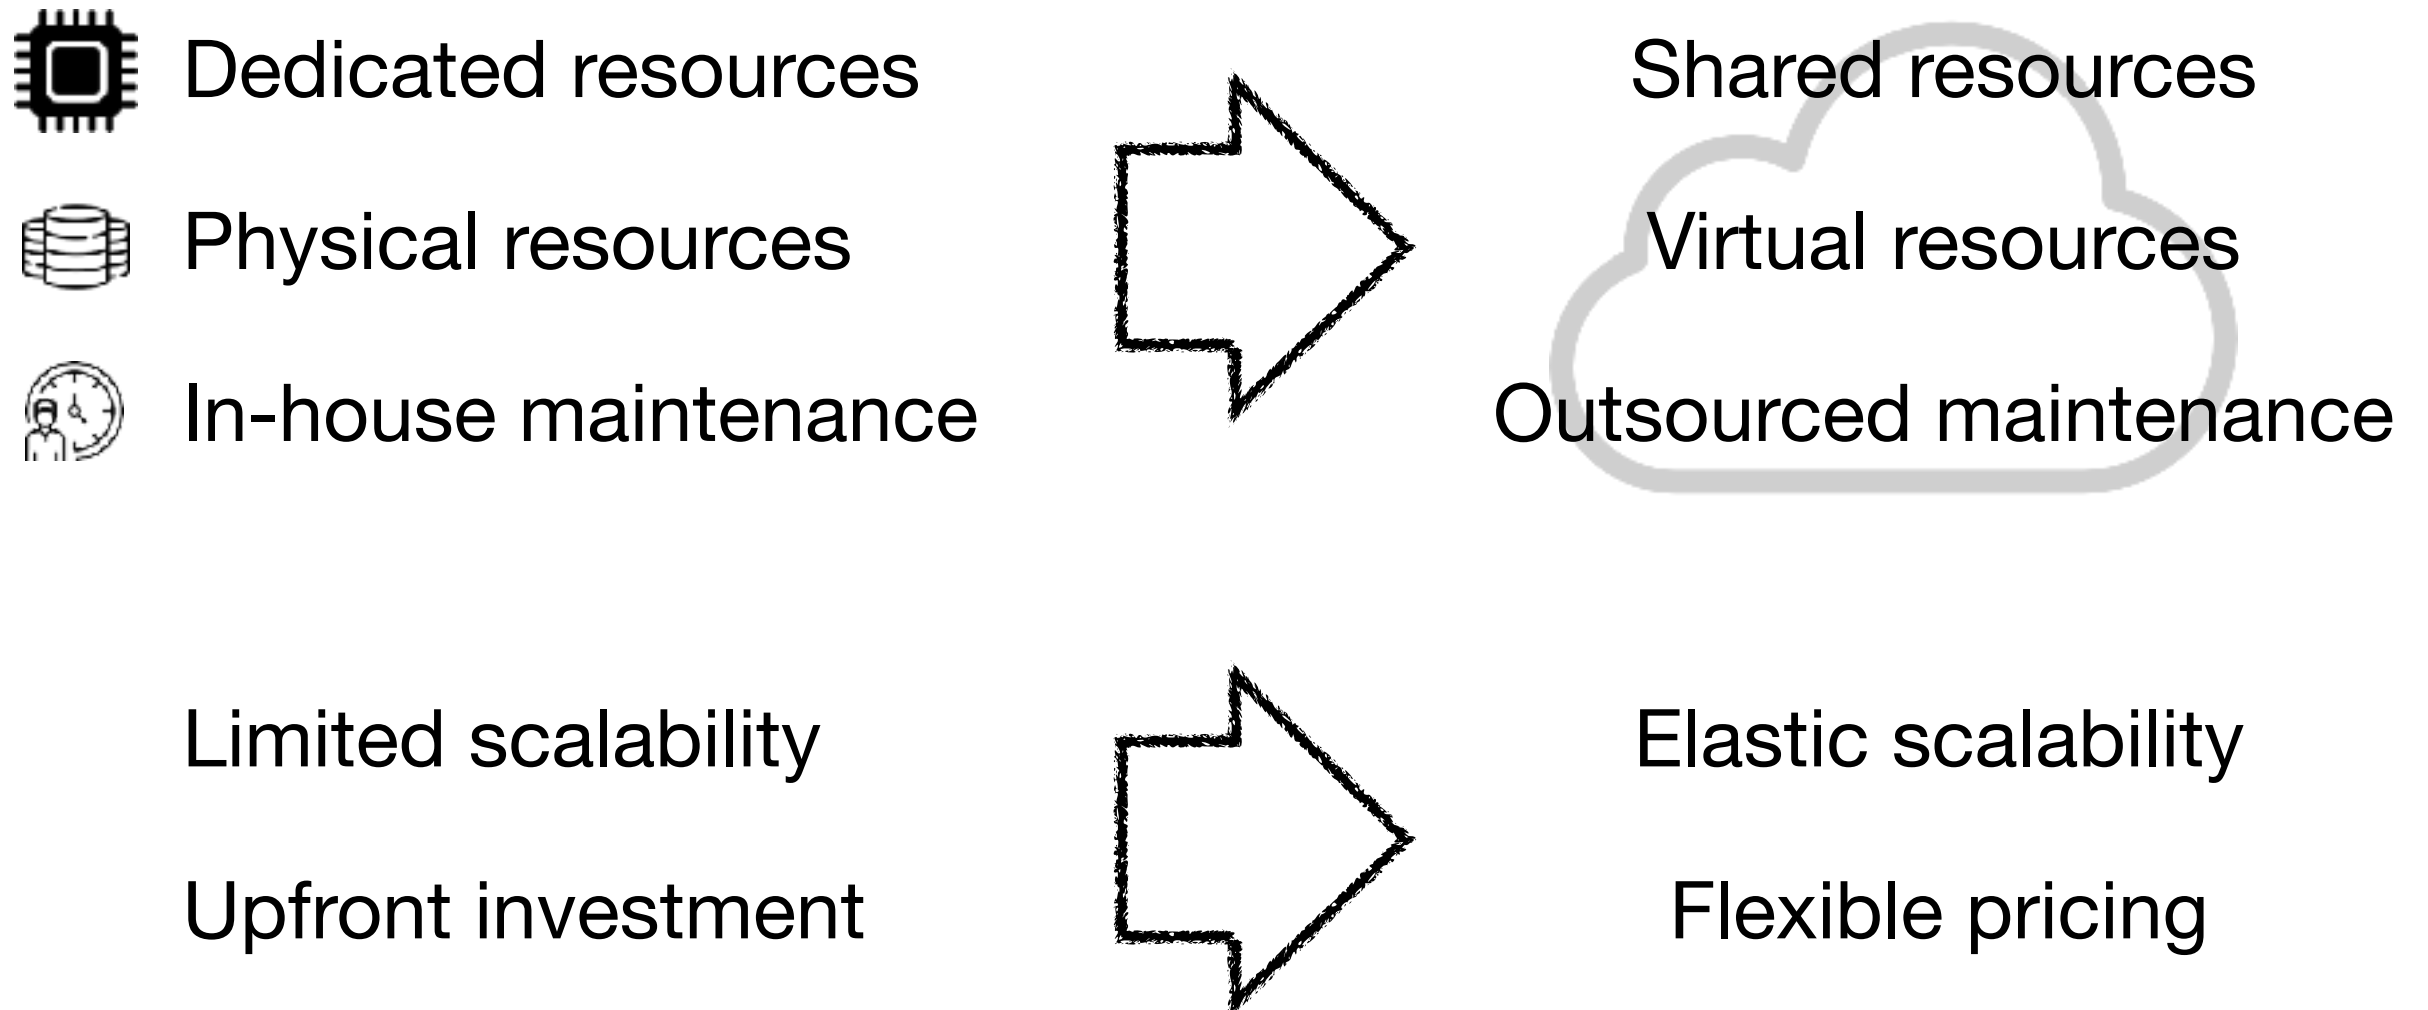 Dedicated resources
Shared resources
Physical resources
Virtual resources
In-house maintenance
Outsourced maintenance
Limited scalability
Elastic scalability
Upfront investment
Flexible pricing